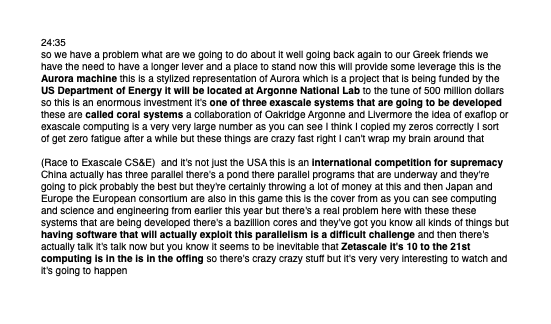 24:35
so we have a problem what are we going to do about it well going back again to our Greek friends we
have the need to have a longer lever and a place to stand now this will provide some leverage this is the
Aurora machine this is a stylized representation of Aurora which is a project that is being funded by the
US Department of Energy it will be located at Argonne National Lab to the tune of 500 million dollars
so this is an enormous investment it's one of three exascale systems that are going to be developed
these are called coral systems a collaboration of Oakridge Argonne and Livermore the idea of exaflop or
exascale computing is a very very large number as you can see I think I copied my zeros correctly I sort
of get zero fatigue after a while but these things are crazy fast right I can't wrap my brain around that
(Race to Exascale CS&E) and it's not just the USA this is an international competition for supremacy
China actually has three parallel there's a pond there parallel programs that are underway and they're
going to pick probably the best but they're certainly throwing a lot of money at this and then Japan and
Europe the European consortium are also in this game this is the cover from as you can see computing
and science and engineering from earlier this year but there's a real problem here with these these
systems that are being developed there's a bazillion cores and they've got you know all kinds of things but
having software that will actually exploit this parallelism is a difficult challenge and then there's
actually talk it's talk now but you know it seems to be inevitable that Zetascale it's 10 to the 21st
computing is in the is in the offing so there's crazy crazy stuff but it's very very interesting to watch and
it's going to happen